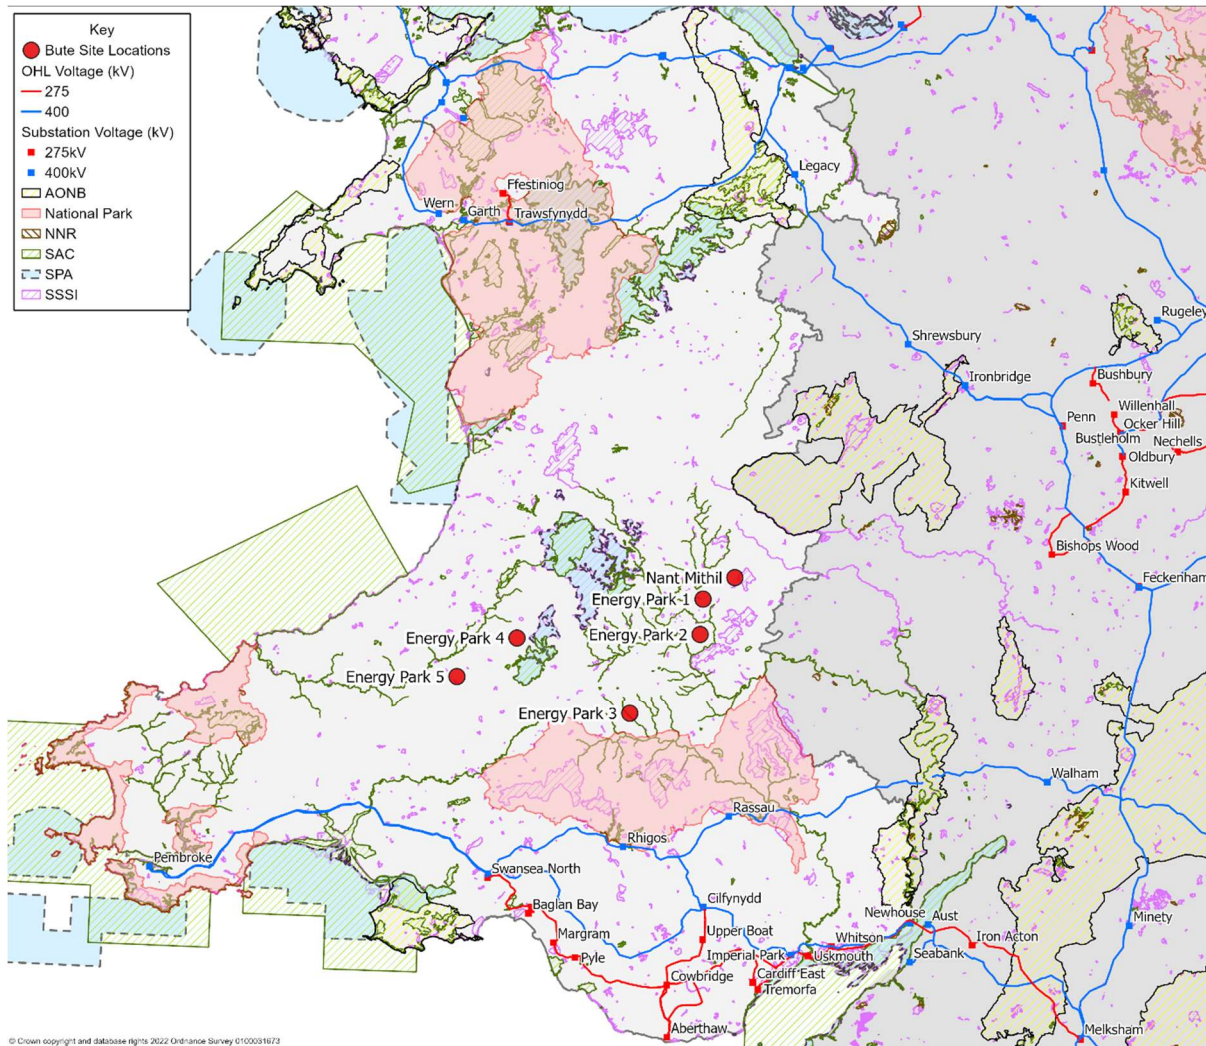 Key
Bute Site Locations
OHL Voltage (kV)
275
400
Substation Voltage (kV)
275kV
400kV
AONB
National Park
NNR
SAC
SPA
SSSI
Legacy
Ffestiniog
Wern
Garth
Trawsfynydd
Rugeley
Shrewsbury
Ironbridge
Bushbury
Willenhall
Penn
Ocker Hill
Bustleholm
Nechells
Oldbury
Kitwell
Bishops Wood
Nant Mithil
Feckenham
Energy Park 1
Energy Park 4
Energy Park 2
Energy Park 5
Energy Park 3
Walham
Rassau
Rhigos
Pembroke
Swansea North
Baglan Bay
Cilfynydd
Newhouse
Aust
Minety
Margram
Upper Boat
Whitson
Iron Acton
Pyle
Imperial Park
Uskmouth
Seabank
Cowbridge
Cardiff East
Tremorfa
Aberthaw
Melksham
© Crown copyright and database rights 2022 Ordnance Survey 0100031673